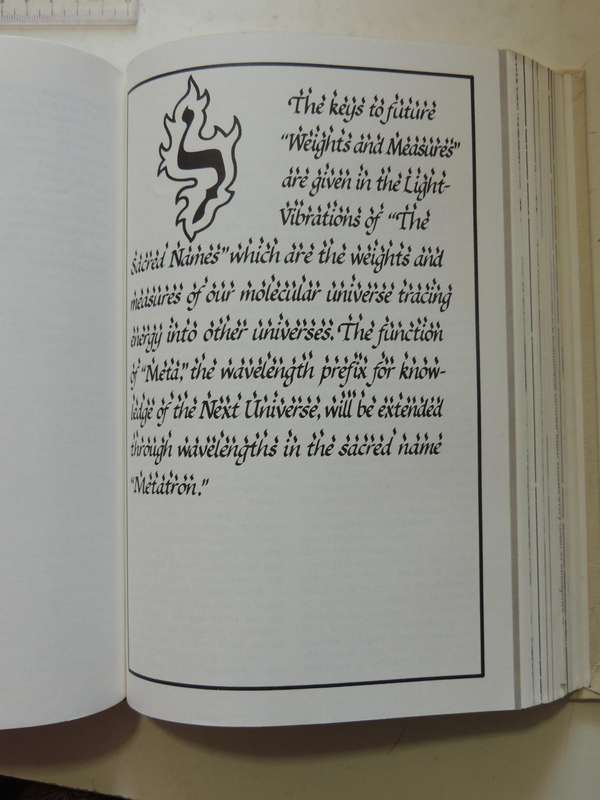 The keys to future
"Weights and Measures"
are given in the Light-
Vibrations of "The
Sacred Names" which are the weights and
measures of our molecular universe tracing
energy into other universes. The function
of "Meta," the wavelength prefix for know-
ledge of the Next Universe, will be extended
through wavelengths in the sacred name
"Metatron."